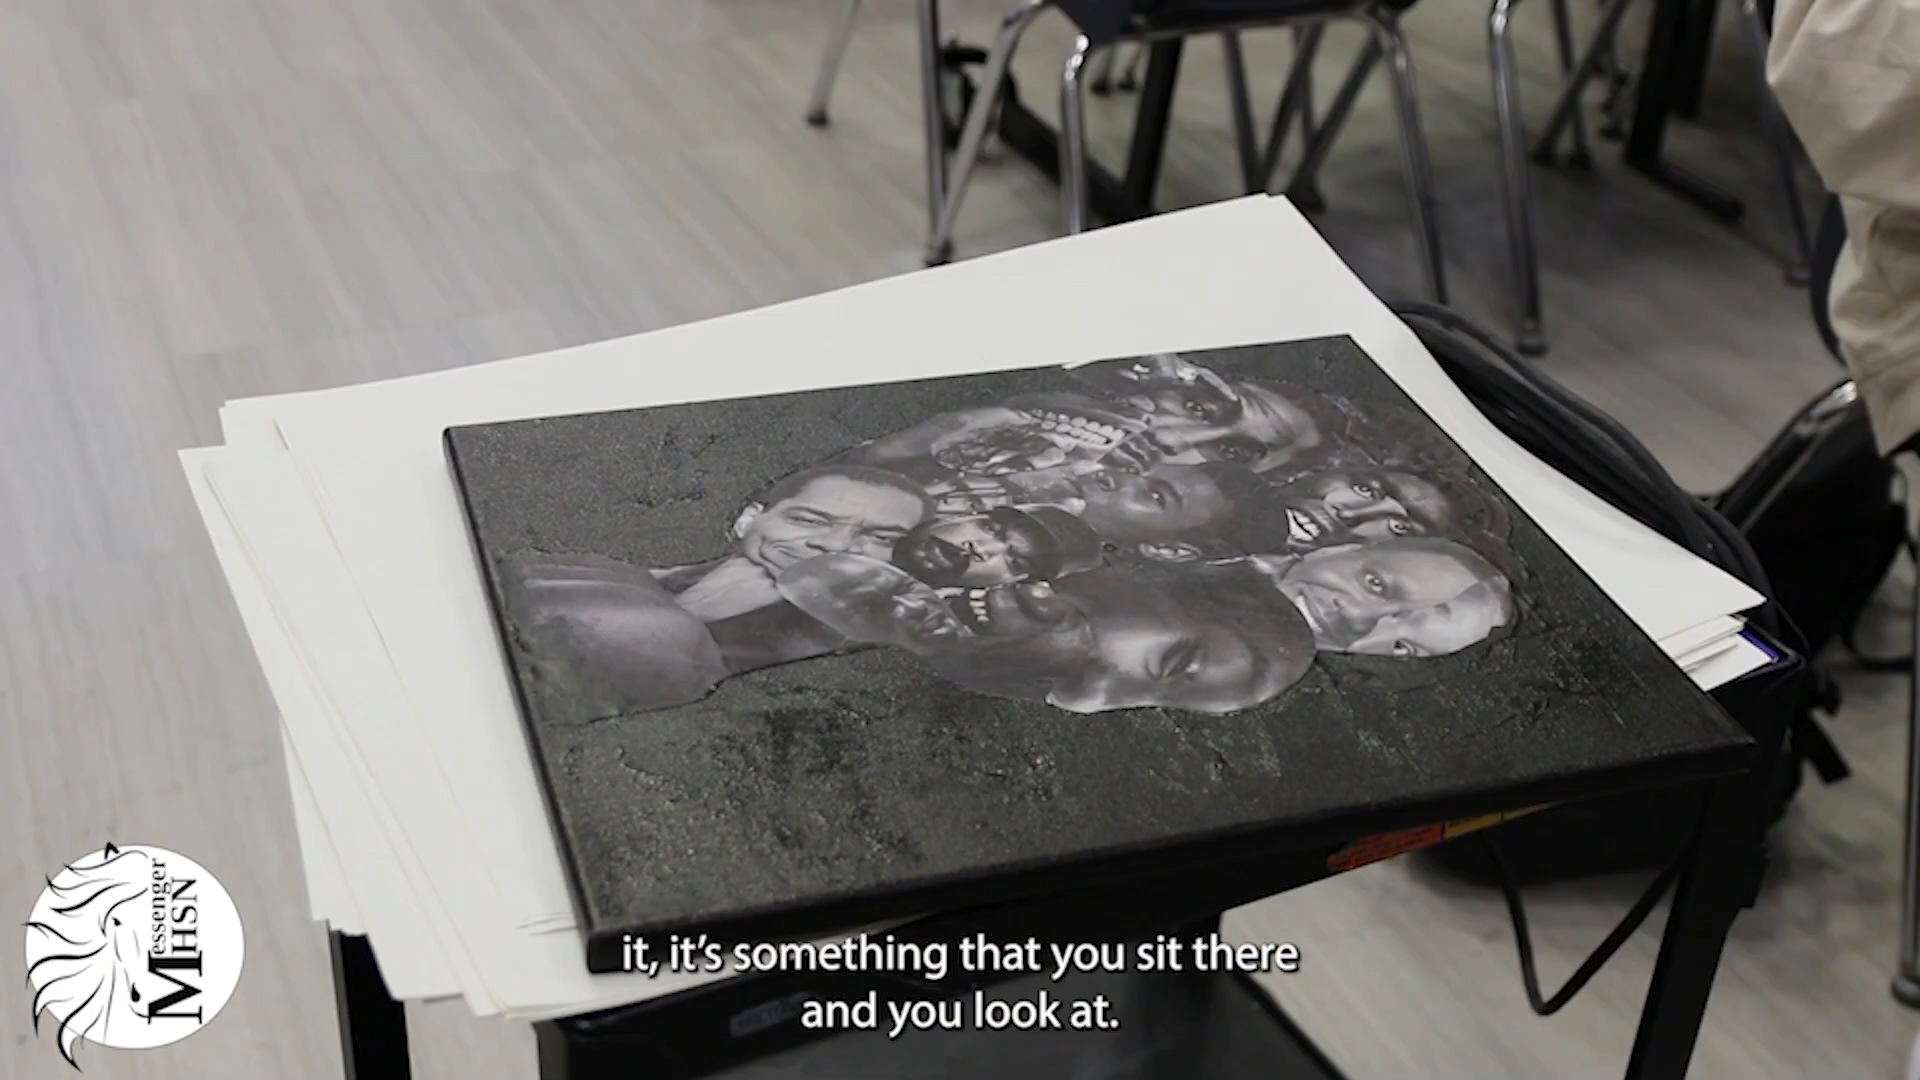 Messenger
MHSN
it, it's something that you sit there
and you look at.